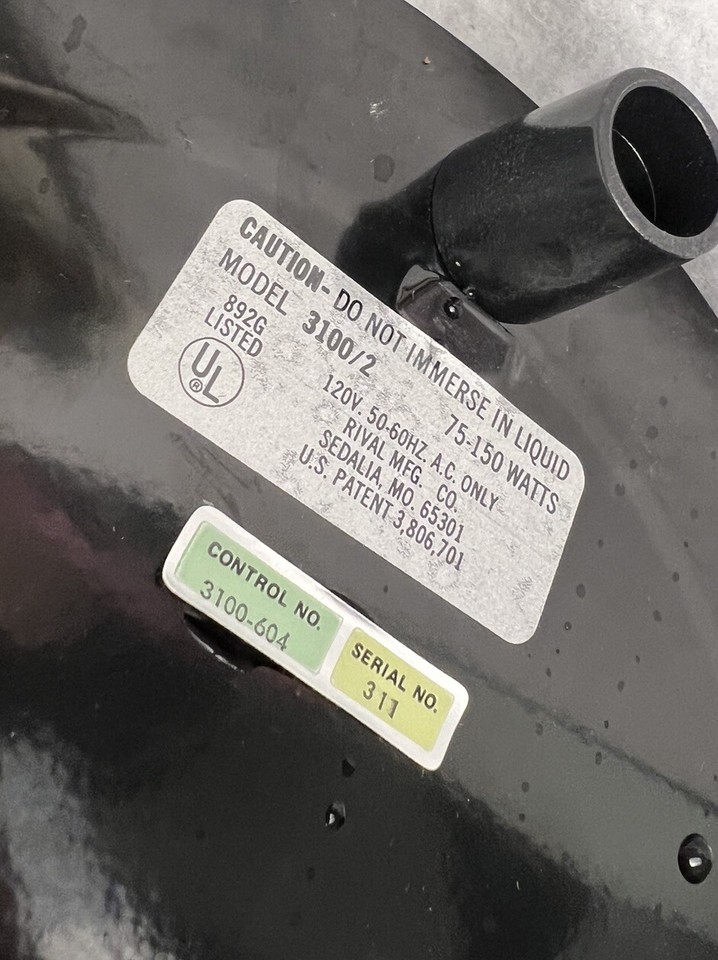 CAUTION- DO NOT IMMERSE IN LIQUID
MODEL 3100/2 75-150 WATTS
892G
LISTED
UL
®
120V. 50-60HZ. A.C. ONLY
RIVAL MFG. CO.
SEDALIA, MO. 65301
U.S. PATENT 3,806,701
CONTROL NO.
3100-604
SERIAL NO.
311